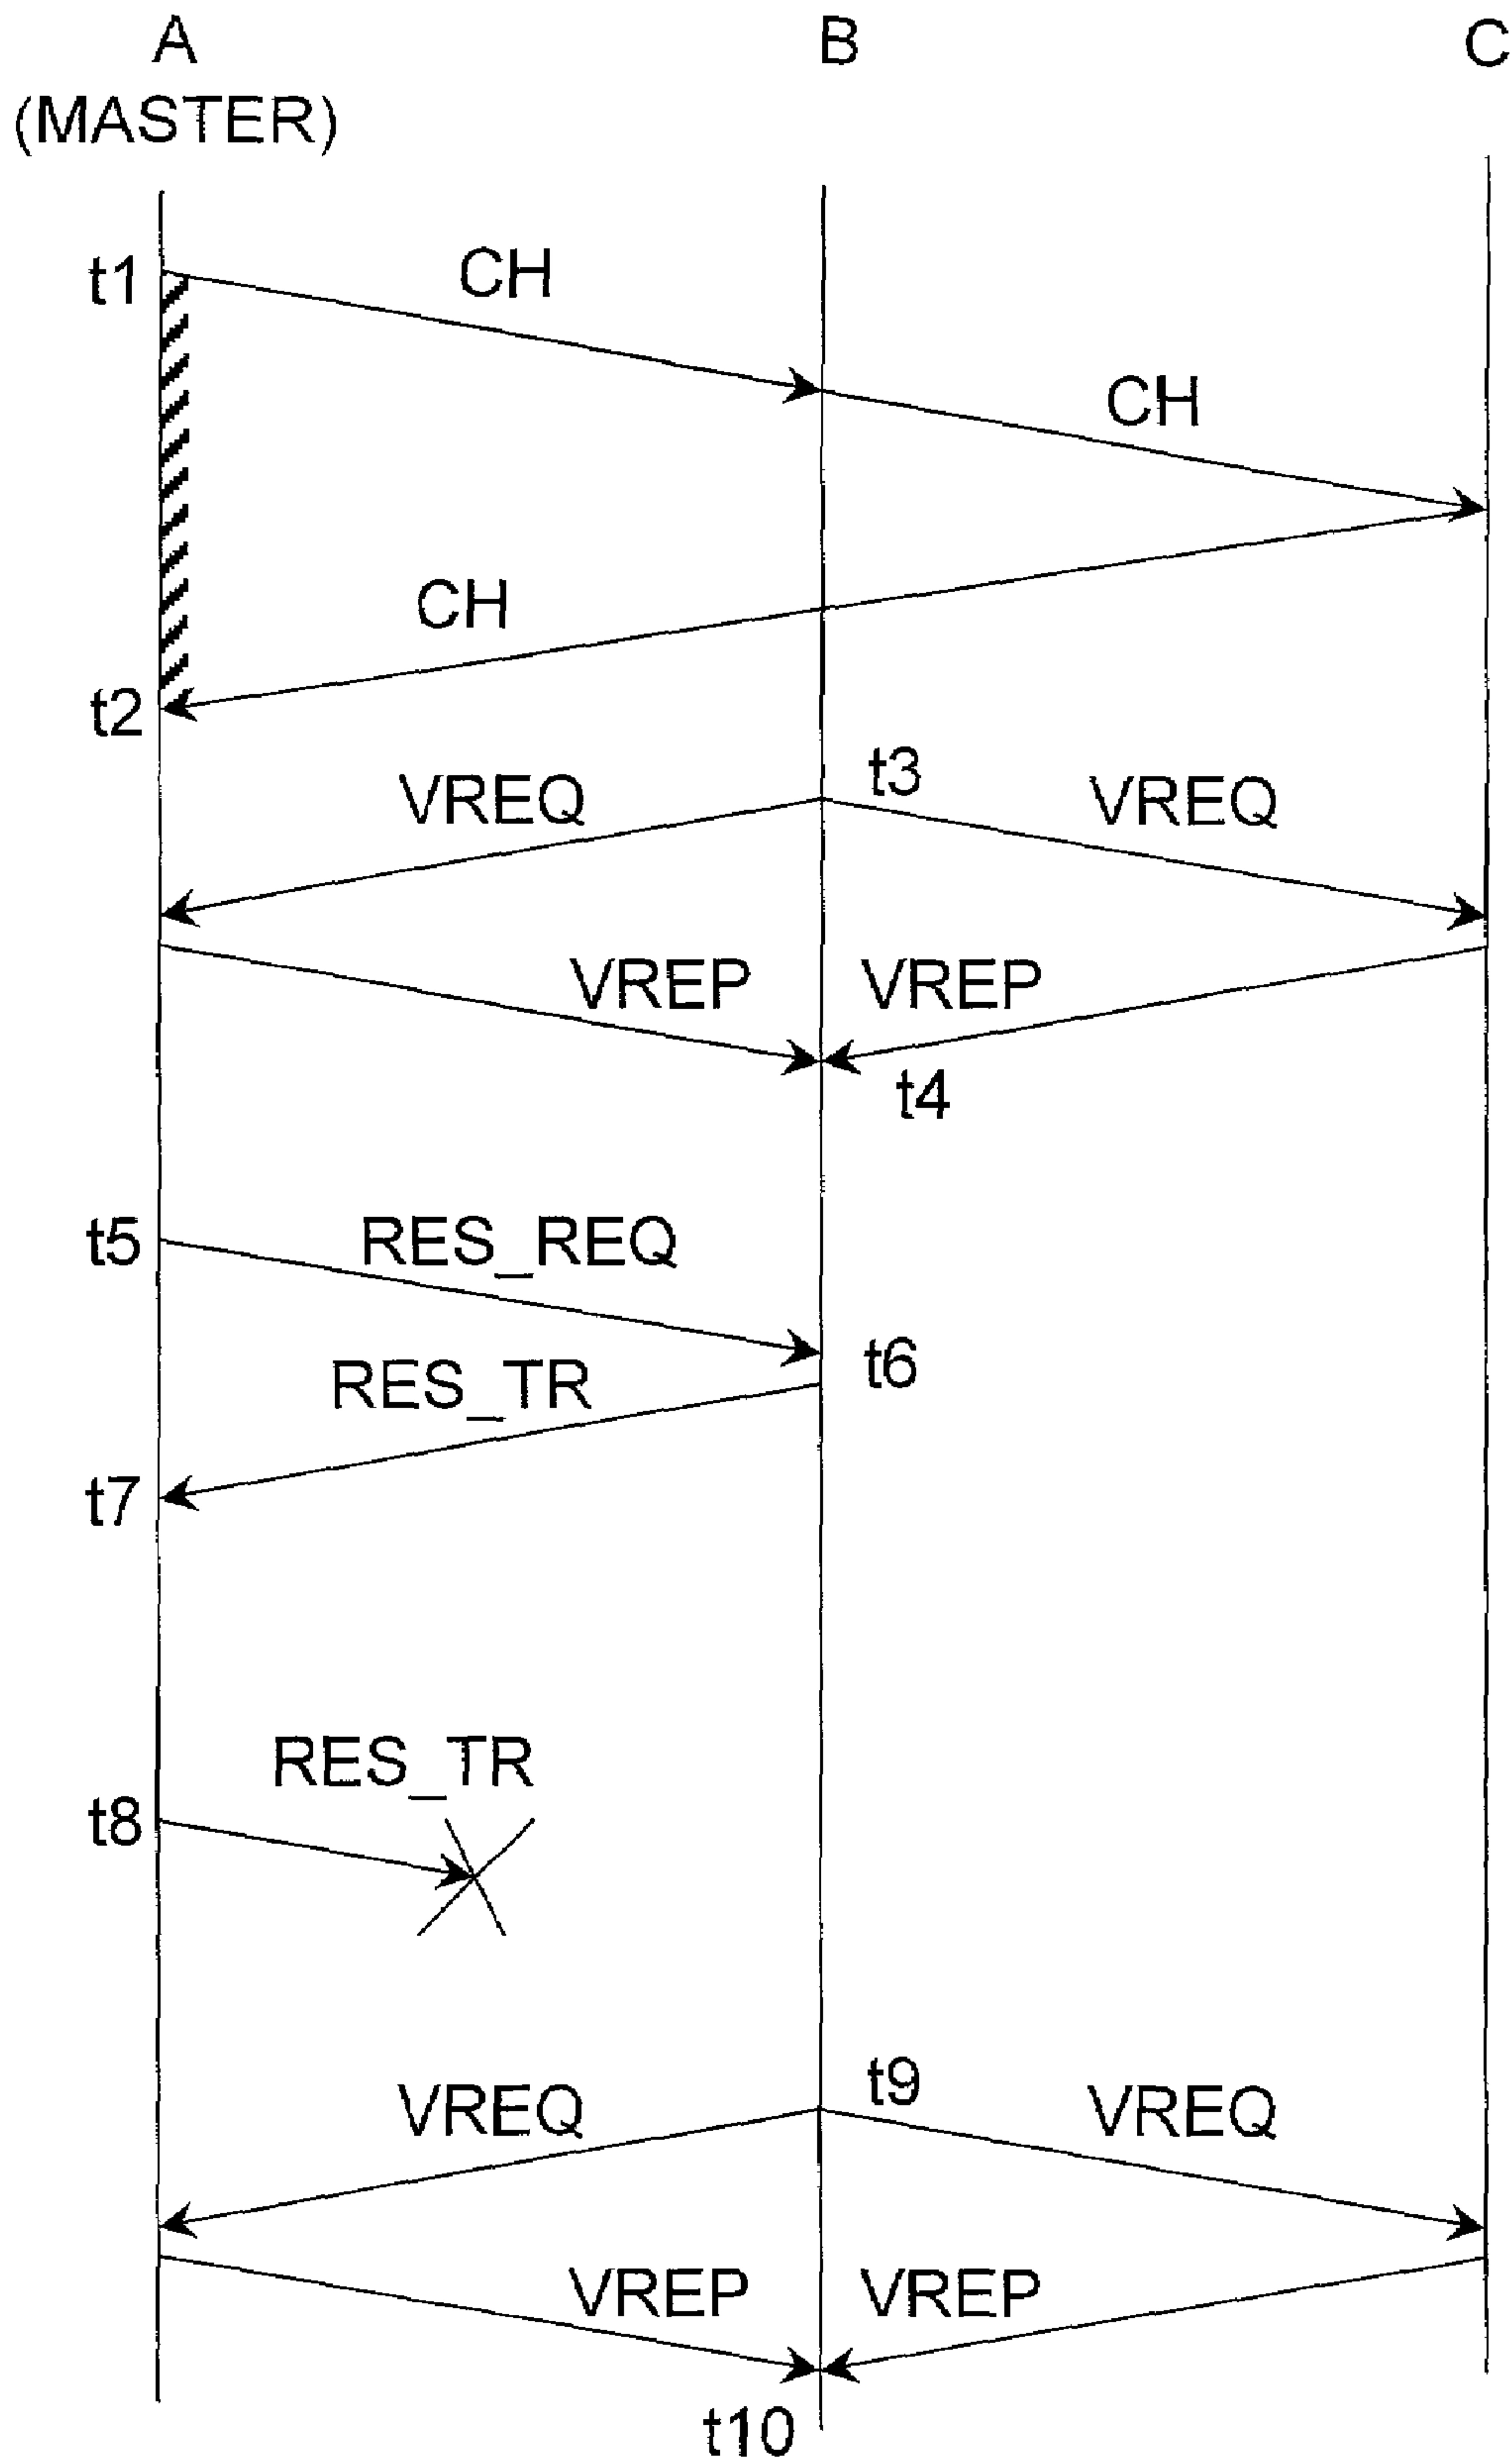 A B C
(MASTER)
t1 CH
CH
CH
t2
t3
VREQ VREQ
VREP VREP
t4
t5 RES_REQ
t6
RES_TR
t7
RES_TR
t8
t9
VREQ VREQ
VREP VREP
t10